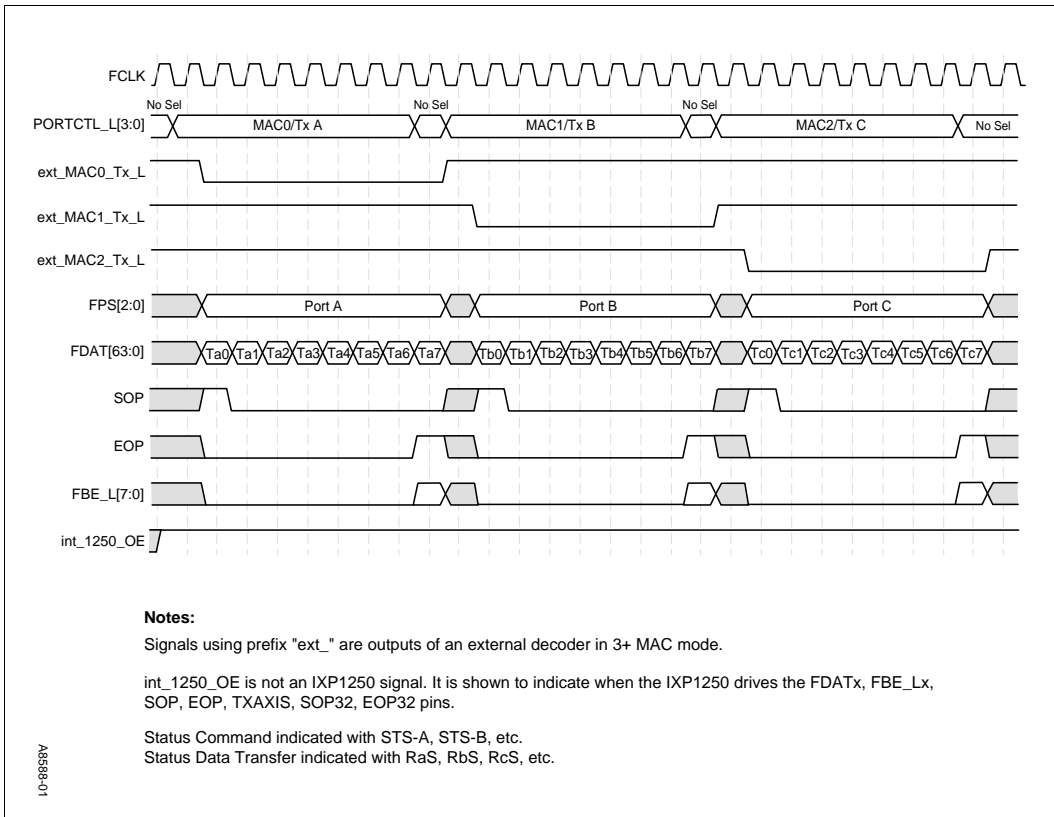 FCLK
No Sel No Sel No Sel
PORTCTL_L[3:0] MAC0/Tx A MAC1/Tx B MAC2/Tx C No Sel
ext_MAC0_Tx_L
ext_MAC1_Tx_L
ext_MAC2_Tx_L
FPS[2:0] Port A Port B Port C
FDAT[63:0] Ta0 Ta1 Ta2 Ta3 Ta4 Ta5 Ta6 Ta7 Tb0 Tb1 Tb2 Tb3 Tb4 Tb5 Tb6 Tb7 Tc0 Tc1 Tc2 Tc3 Tc4 Tc5 Tc6 Tc7
SOP
EOP
FBE_L[7:0]
int_1250_OE
Notes:
Signals using prefix "ext_" are outputs of an external decoder in 3+ MAC mode.
int_1250_OE is not an IXP1250 signal. It is shown to indicate when the IXP1250 drives the FDATx, FBE_Lx,
SOP, EOP, TXAXIS, SOP32, EOP32 pins.
Status Command indicated with STS-A, STS-B, etc.
Status Data Transfer indicated with RaS, RbS, RcS, etc.
A8588-01